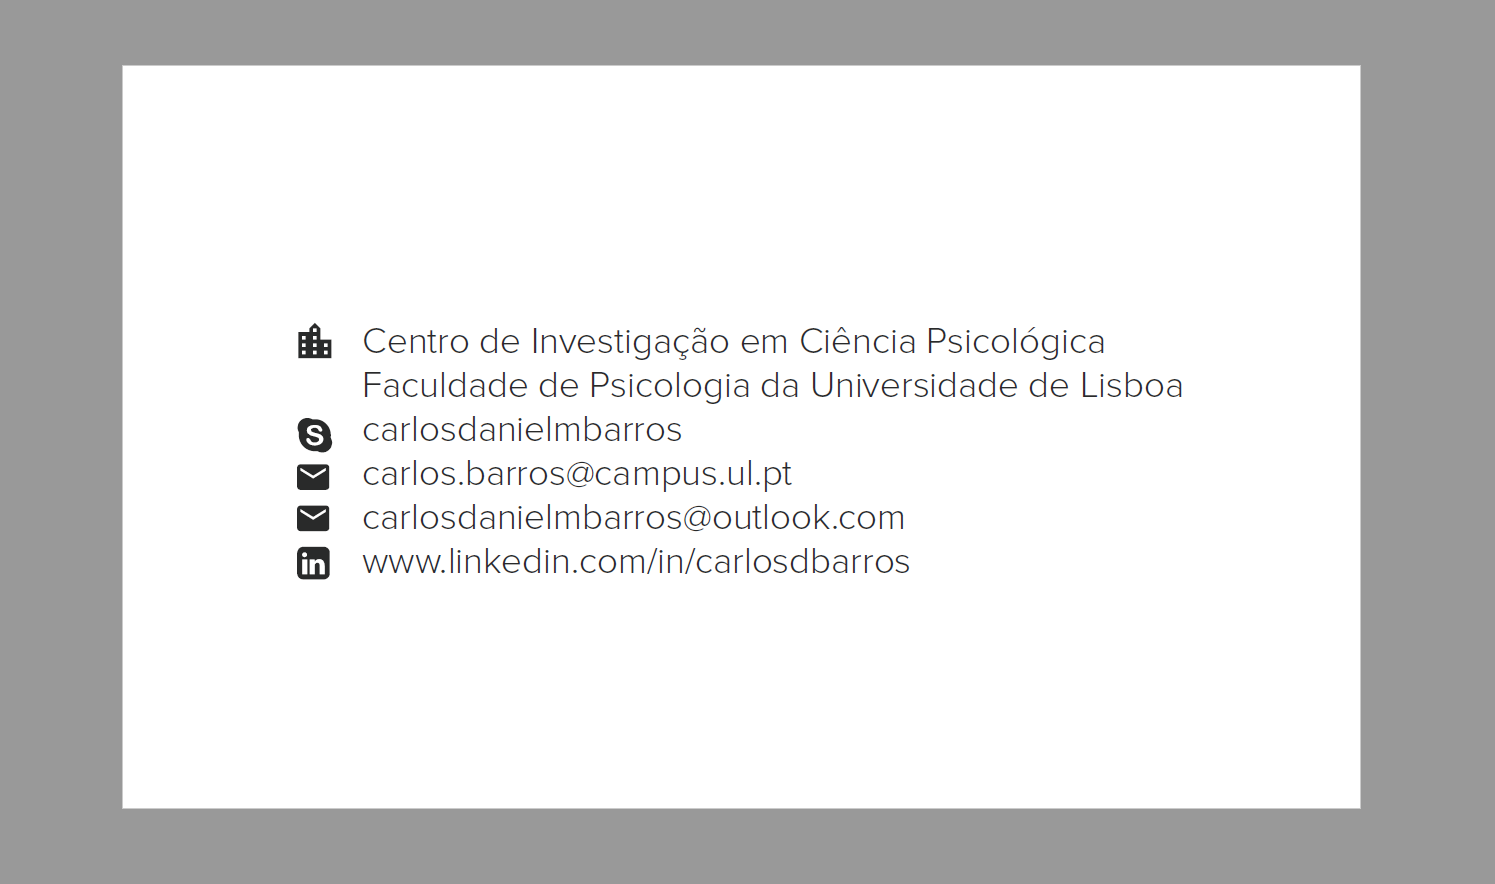 Centro de Investigação em Ciência Psicológica
Faculdade de Psicologia da Universidade de Lisboa
carlosdanielmbarros
carlos.barros@campus.ul.pt
carlosdanielmbarros@outlook.com
www.linkedin.com/in/carlosdbarros